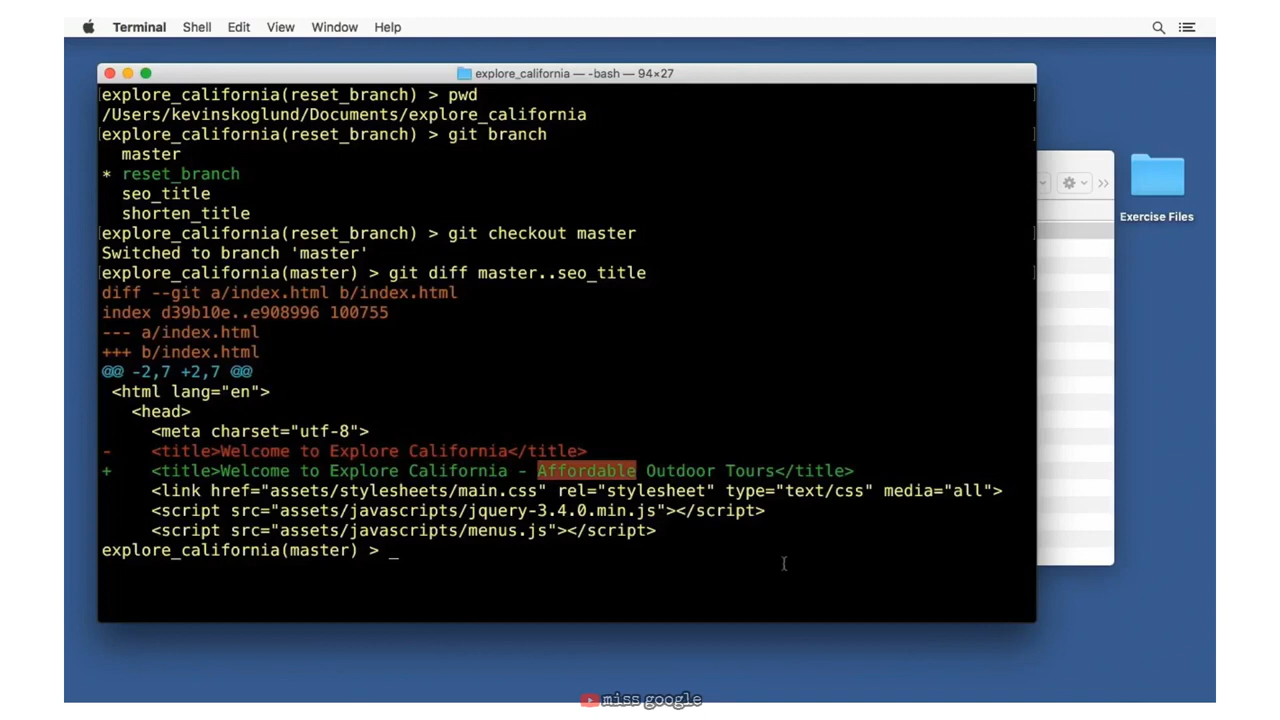 Terminal Shell Edit View Window Help
explore_california — -bash — 94×27
explore_california(reset_branch) > pwd
/Users/kevinskoglund/Documents/explore_california
explore_california(reset_branch) > git branch
  master
* reset_branch
  seo_title
  shorten_title
explore_california(reset_branch) > git checkout master
Switched to branch 'master'
explore_california(master) > git diff master..seo_title
diff --git a/index.html b/index.html
index d39b10e..e908996 100755
--- a/index.html
+++ b/index.html
@@ -2,7 +2,7 @@
 <html lang="en">
   <head>
     <meta charset="utf-8">
-    <title>Welcome to Explore California</title>
+    <title>Welcome to Explore California - Affordable Outdoor Tours</title>
     <link href="assets/stylesheets/main.css" rel="stylesheet" type="text/css" media="all">
     <script src="assets/javascripts/jquery-3.4.0.min.js"></script>
     <script src="assets/javascripts/menus.js"></script>
explore_california(master) > _
Exercise Files
miss google